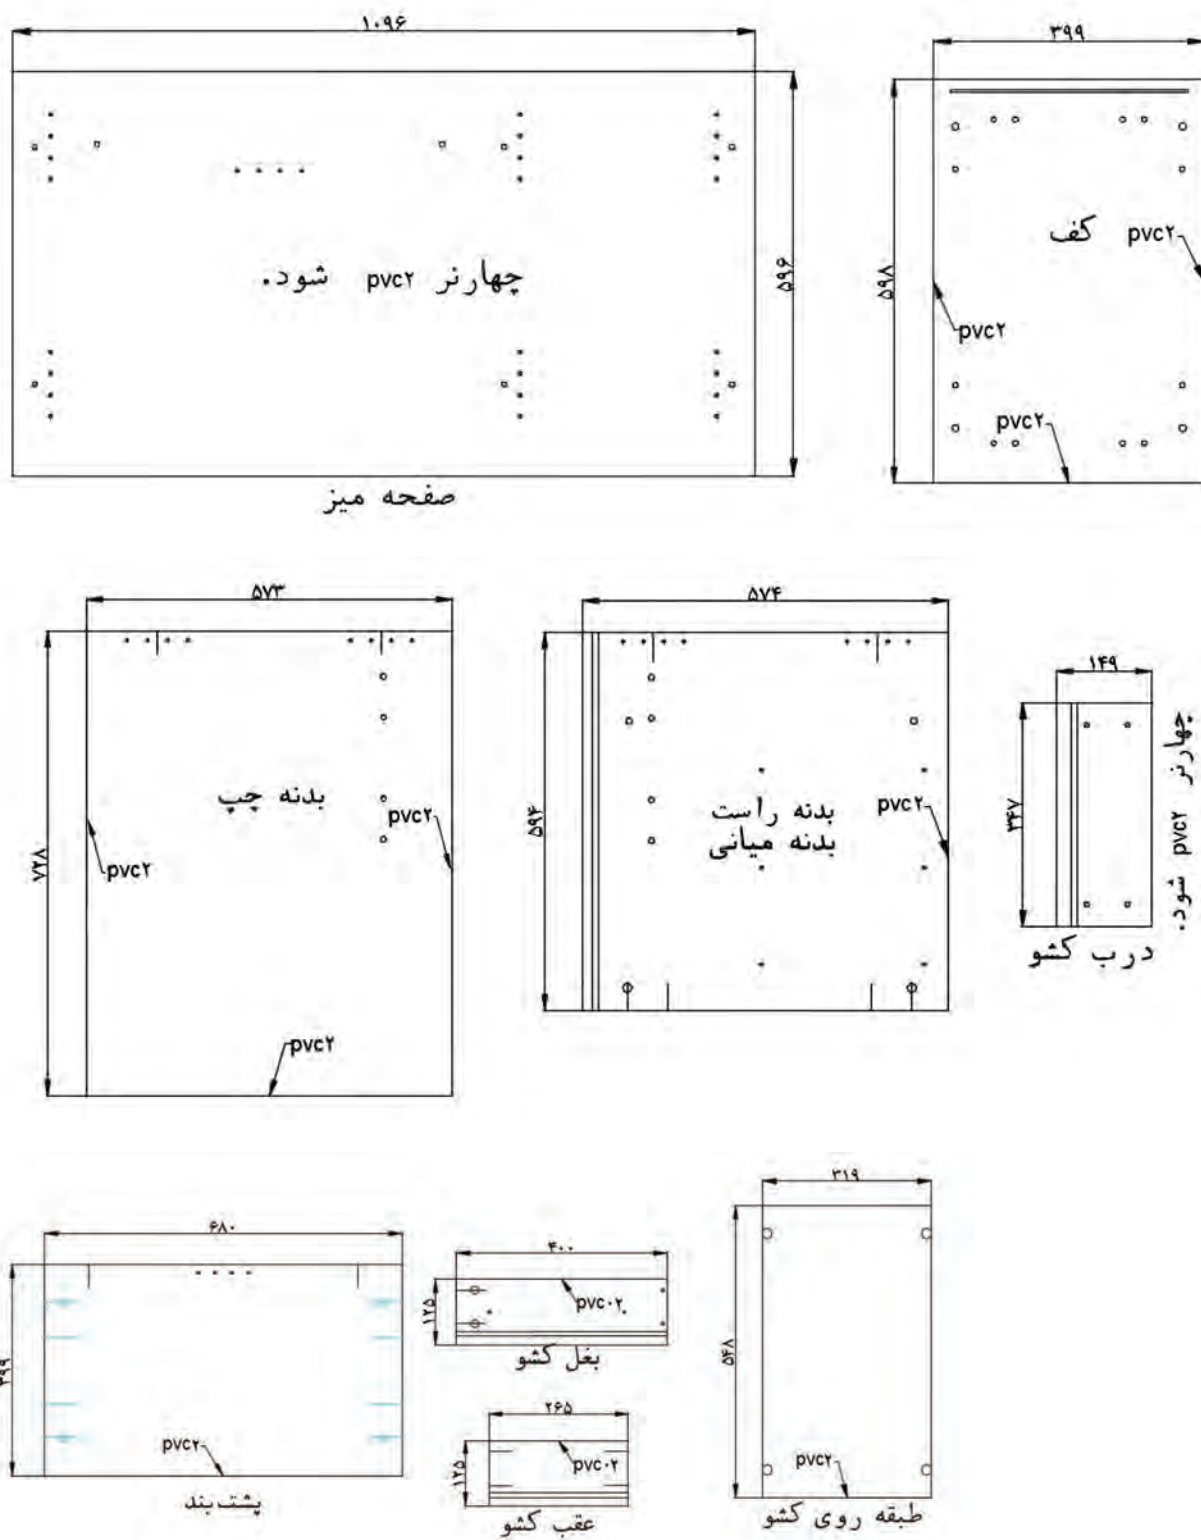 ۱۰۹۶
۵۹۶
چهارنر pvc۲ شود.
صفحه میز
۳۹۹
۵۹۸
کف
pvc۲
pvc۲
pvc۲
۵۷۳
۷۲۸
بدنه چپ
pvc۲
pvc۲
pvc۲
۵۷۴
۵۹۴
بدنه راست
بدنه میانی
pvc۲
۱۴۹
۳۴۷
چهارنر pvc۲ شود.
درب کشو
۶۸۰
۳۹۹
pvc۲
پشت‌بند
۴۰۰
۱۲۵
pvc۰۲
بغل کشو
۲۶۵
۱۲۵
pvc۰۲
عقب کشو
۳۱۹
۵۴۸
pvc۲
طبقه روی کشو